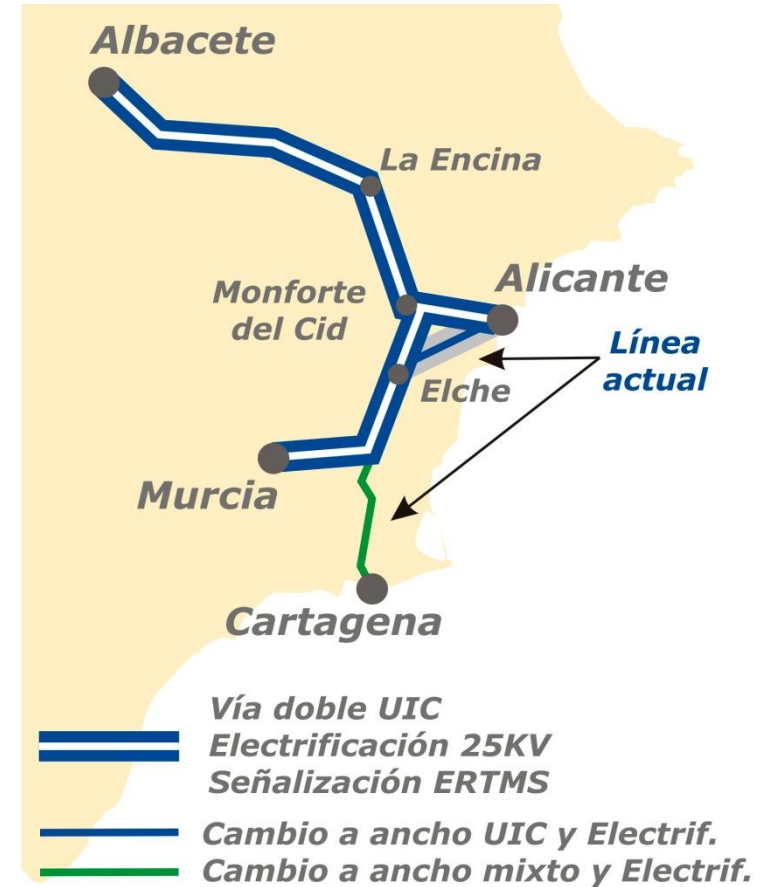 Albacete
La Encina
Alicante
Monforte
del Cid
Línea
actual
Elche
Murcia
Cartagena
Vía doble UIC
Electrificación 25KV
Señalización ERTMS
Cambio a ancho UIC y Electrif.
Cambio a ancho mixto y Electrif.